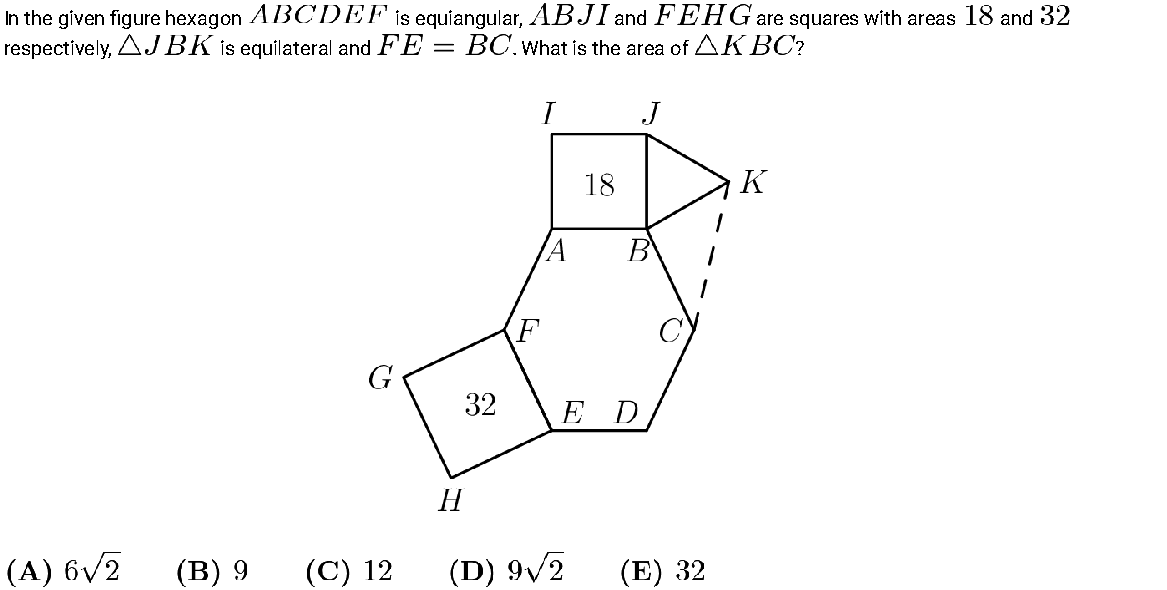 In the given figure hexagon ABCDEF is equiangular, ABJI and FEHG are squares with areas 18 and 32
respectively, △JBK is equilateral and FE = BC. What is the area of △KBC?
I J
18 K
A B
F C
G
32 E D
H
(A) 6√2 (B) 9 (C) 12 (D) 9√2 (E) 32